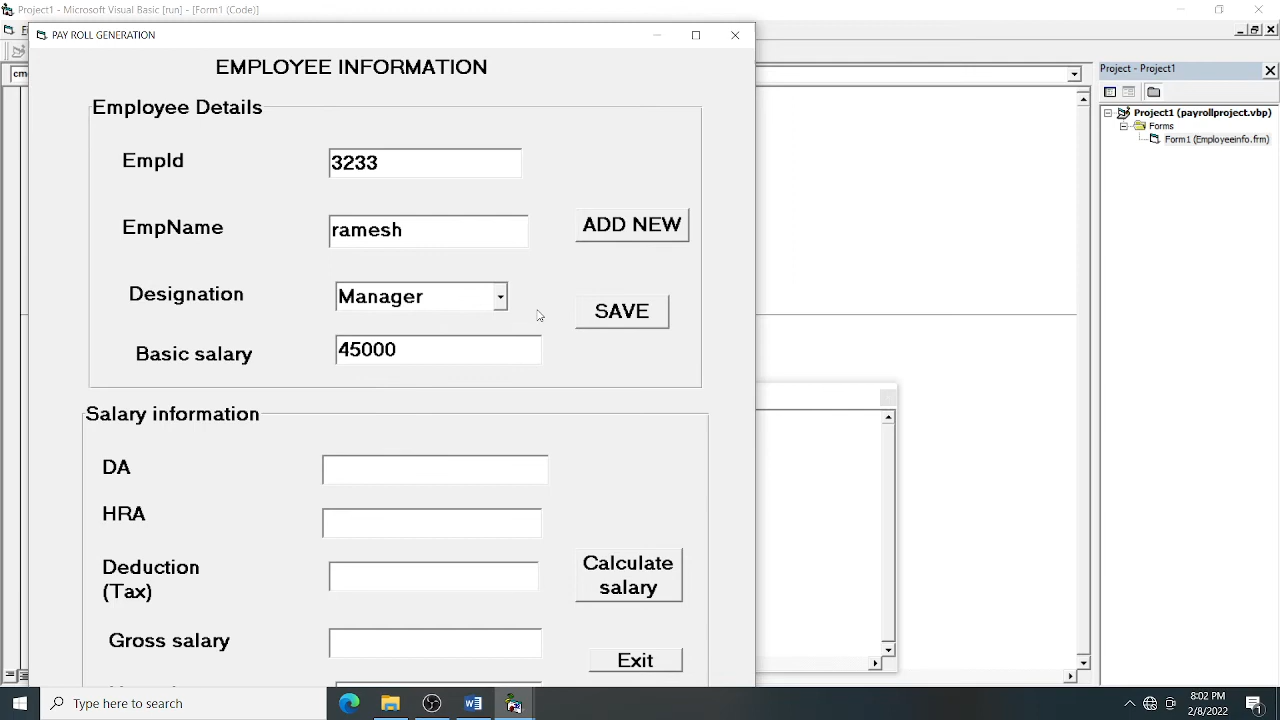 Project1 - Microsoft Visual Basic [run] - [Form1 (Code)]
PAY ROLL GENERATION
EMPLOYEE INFORMATION
Employee Details
EmpId
3233
EmpName
ramesh
ADD NEW
Designation
Manager
SAVE
Basic salary
45000
Salary information
DA
HRA
Deduction
(Tax)
Calculate
salary
Gross salary
Exit
Project - Project1
Project1 (payrollproject.vbp)
Forms
Form1 (Employeeinfo.frm)
Type here to search
8:02 PM
2/8/2022